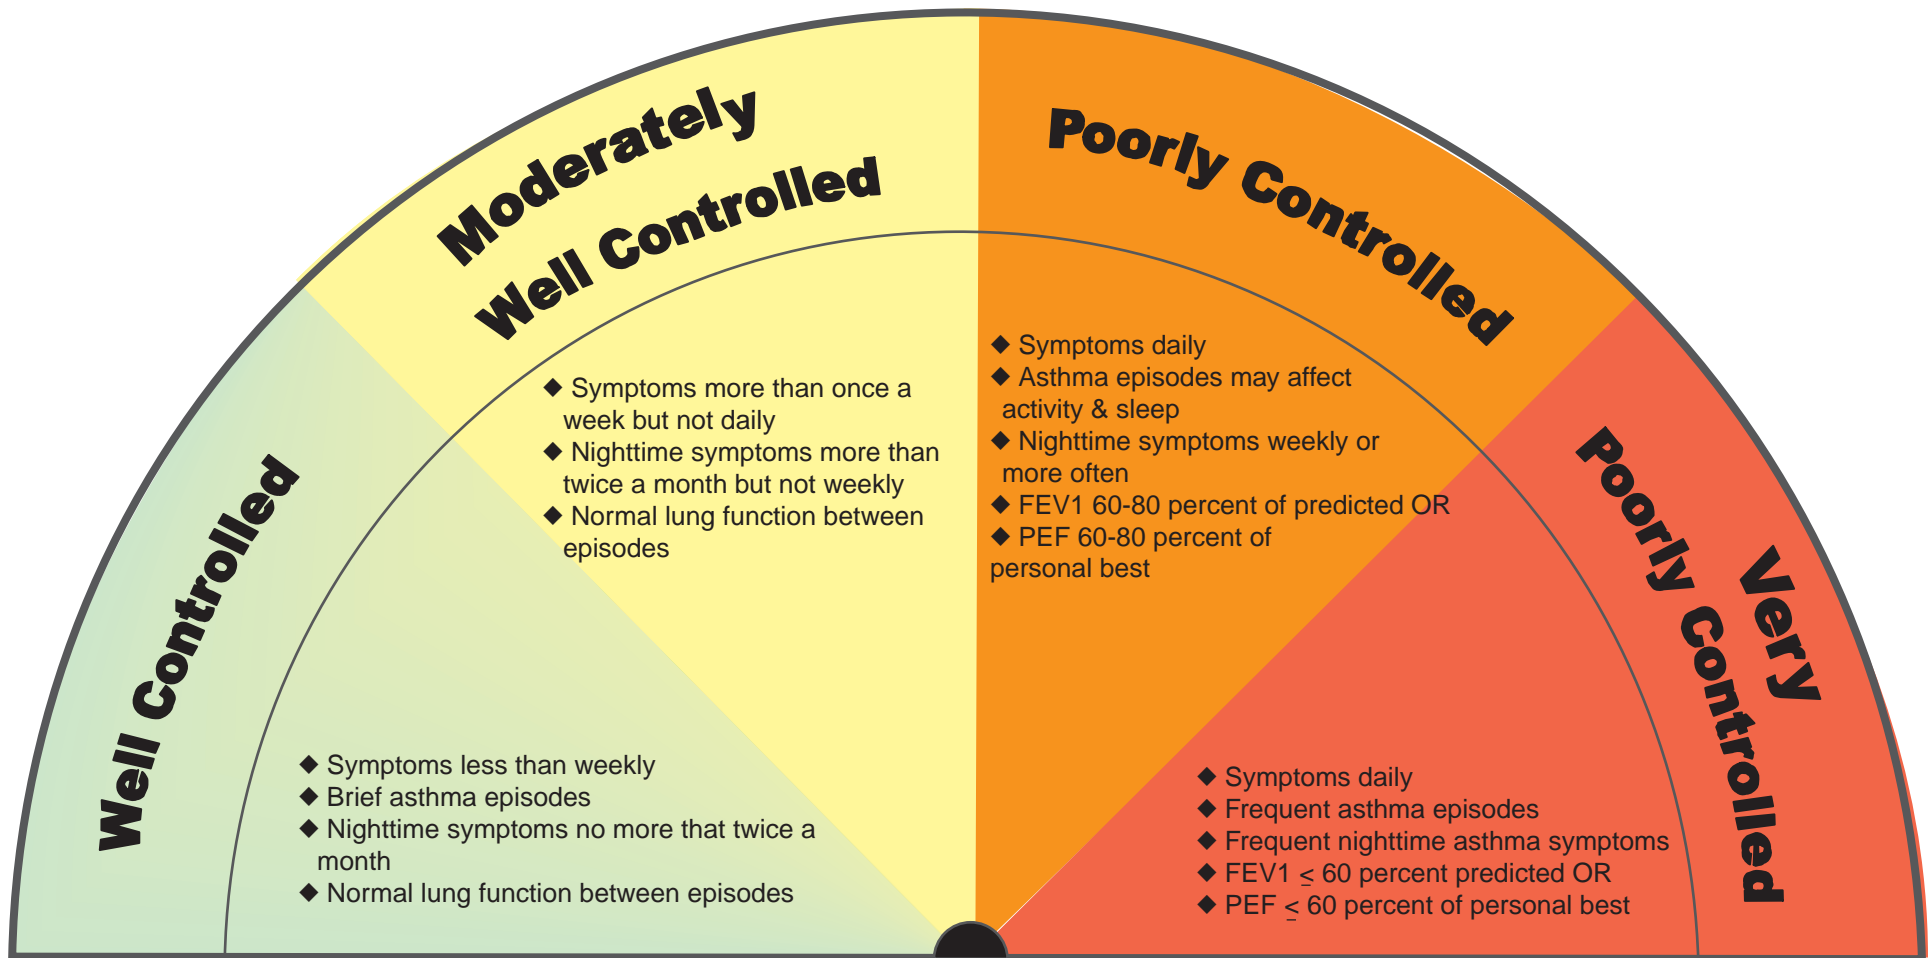 Well Controlled
◆ Symptoms less than weekly
◆ Brief asthma episodes
◆ Nighttime symptoms no more that twice a
month
◆ Normal lung function between episodes
Moderately
Well Controlled
◆ Symptoms more than once a
week but not daily
◆ Nighttime symptoms more than
twice a month but not weekly
◆ Normal lung function between
episodes
Poorly Controlled
◆ Symptoms daily
◆ Asthma episodes may affect
activity & sleep
◆ Nighttime symptoms weekly or
more often
◆ FEV1 60-80 percent of predicted OR
◆ PEF 60-80 percent of
personal best
Very
Poorly Controlled
◆ Symptoms daily
◆ Frequent asthma episodes
◆ Frequent nighttime asthma symptoms
◆ FEV1 ≤ 60 percent predicted OR
◆ PEF ≤ 60 percent of personal best